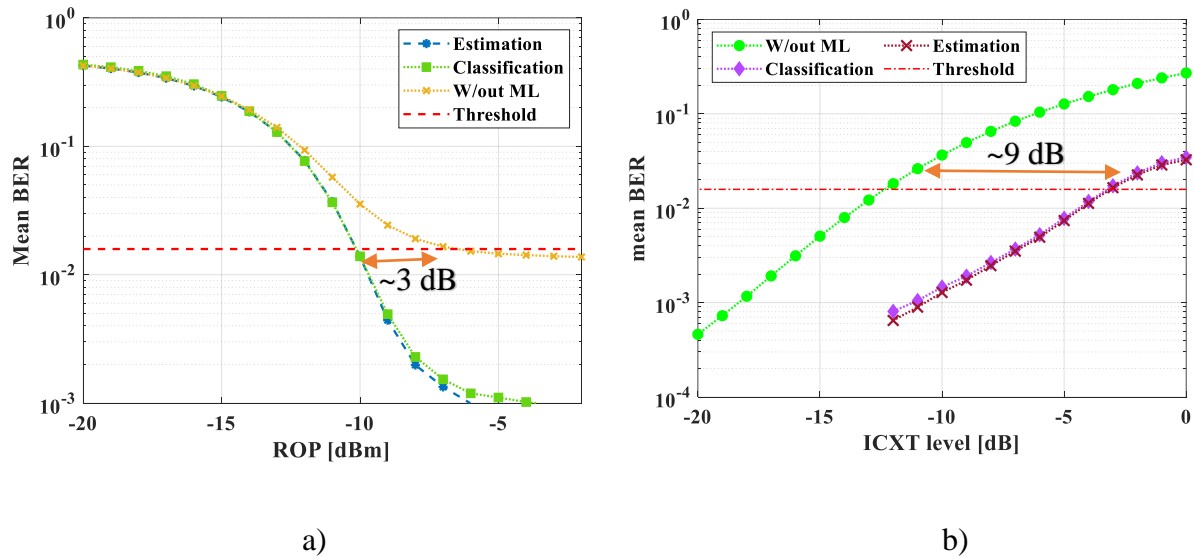 10^0
10^-1
10^-2
10^-3
Mean BER
-20 -15 -10 -5
ROP [dBm]
Estimation
Classification
W/out ML
Threshold
~3 dB
a)
10^0
10^-1
10^-2
10^-3
10^-4
mean BER
-20 -15 -10 -5 0
ICXT level [dB]
W/out ML Estimation
Classification Threshold
~9 dB
b)